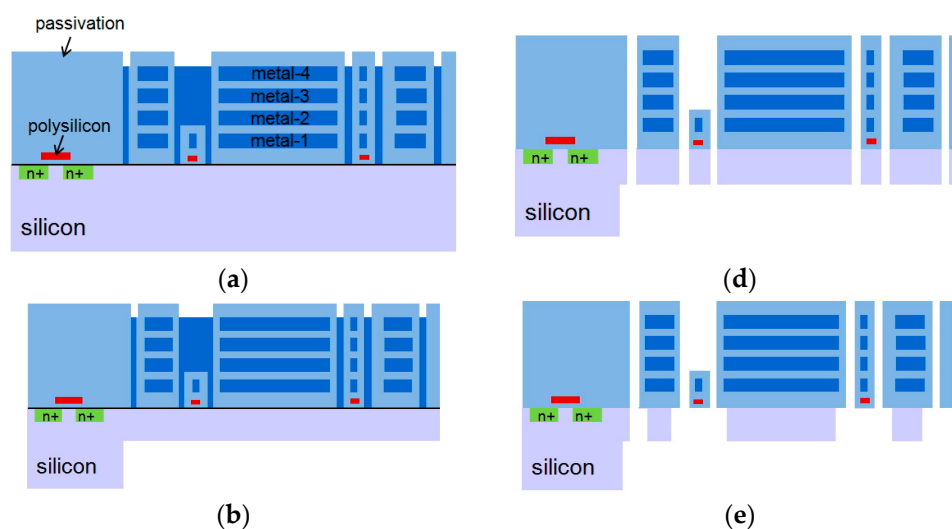 passivation
metal-4
metal-3
metal-2
metal-1
polysilicon
n+ n+
silicon
(a)
n+ n+
silicon
(d)
n+ n+
silicon
(b)
n+ n+
silicon
(e)